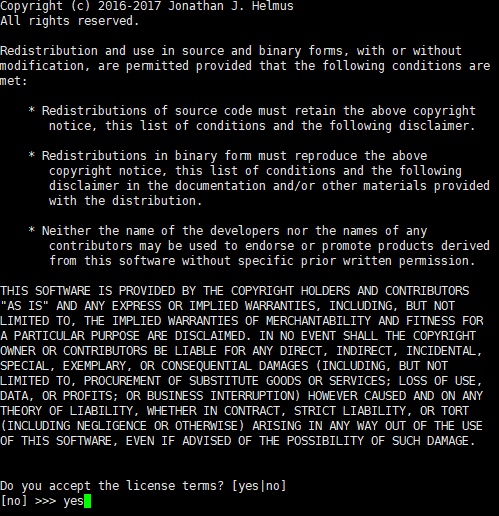 Copyright (c) 2016-2017 Jonathan J. Helmus
All rights reserved.
Redistribution and use in source and binary forms, with or without
modification, are permitted provided that the following conditions are
met:
* Redistributions of source code must retain the above copyright
notice, this list of conditions and the following disclaimer.
* Redistributions in binary form must reproduce the above
copyright notice, this list of conditions and the following
disclaimer in the documentation and/or other materials provided
with the distribution.
* Neither the name of the developers nor the names of any
contributors may be used to endorse or promote products derived
from this software without specific prior written permission.
THIS SOFTWARE IS PROVIDED BY THE COPYRIGHT HOLDERS AND CONTRIBUTORS
"AS IS" AND ANY EXPRESS OR IMPLIED WARRANTIES, INCLUDING, BUT NOT
LIMITED TO, THE IMPLIED WARRANTIES OF MERCHANTABILITY AND FITNESS FOR
A PARTICULAR PURPOSE ARE DISCLAIMED. IN NO EVENT SHALL THE COPYRIGHT
OWNER OR CONTRIBUTORS BE LIABLE FOR ANY DIRECT, INDIRECT, INCIDENTAL,
SPECIAL, EXEMPLARY, OR CONSEQUENTIAL DAMAGES (INCLUDING, BUT NOT
LIMITED TO, PROCUREMENT OF SUBSTITUTE GOODS OR SERVICES; LOSS OF USE,
DATA, OR PROFITS; OR BUSINESS INTERRUPTION) HOWEVER CAUSED AND ON ANY
THEORY OF LIABILITY, WHETHER IN CONTRACT, STRICT LIABILITY, OR TORT
(INCLUDING NEGLIGENCE OR OTHERWISE) ARISING IN ANY WAY OUT OF THE USE
OF THIS SOFTWARE, EVEN IF ADVISED OF THE POSSIBILITY OF SUCH DAMAGE.
Do you accept the license terms? [yes|no]
[no] >>> yes